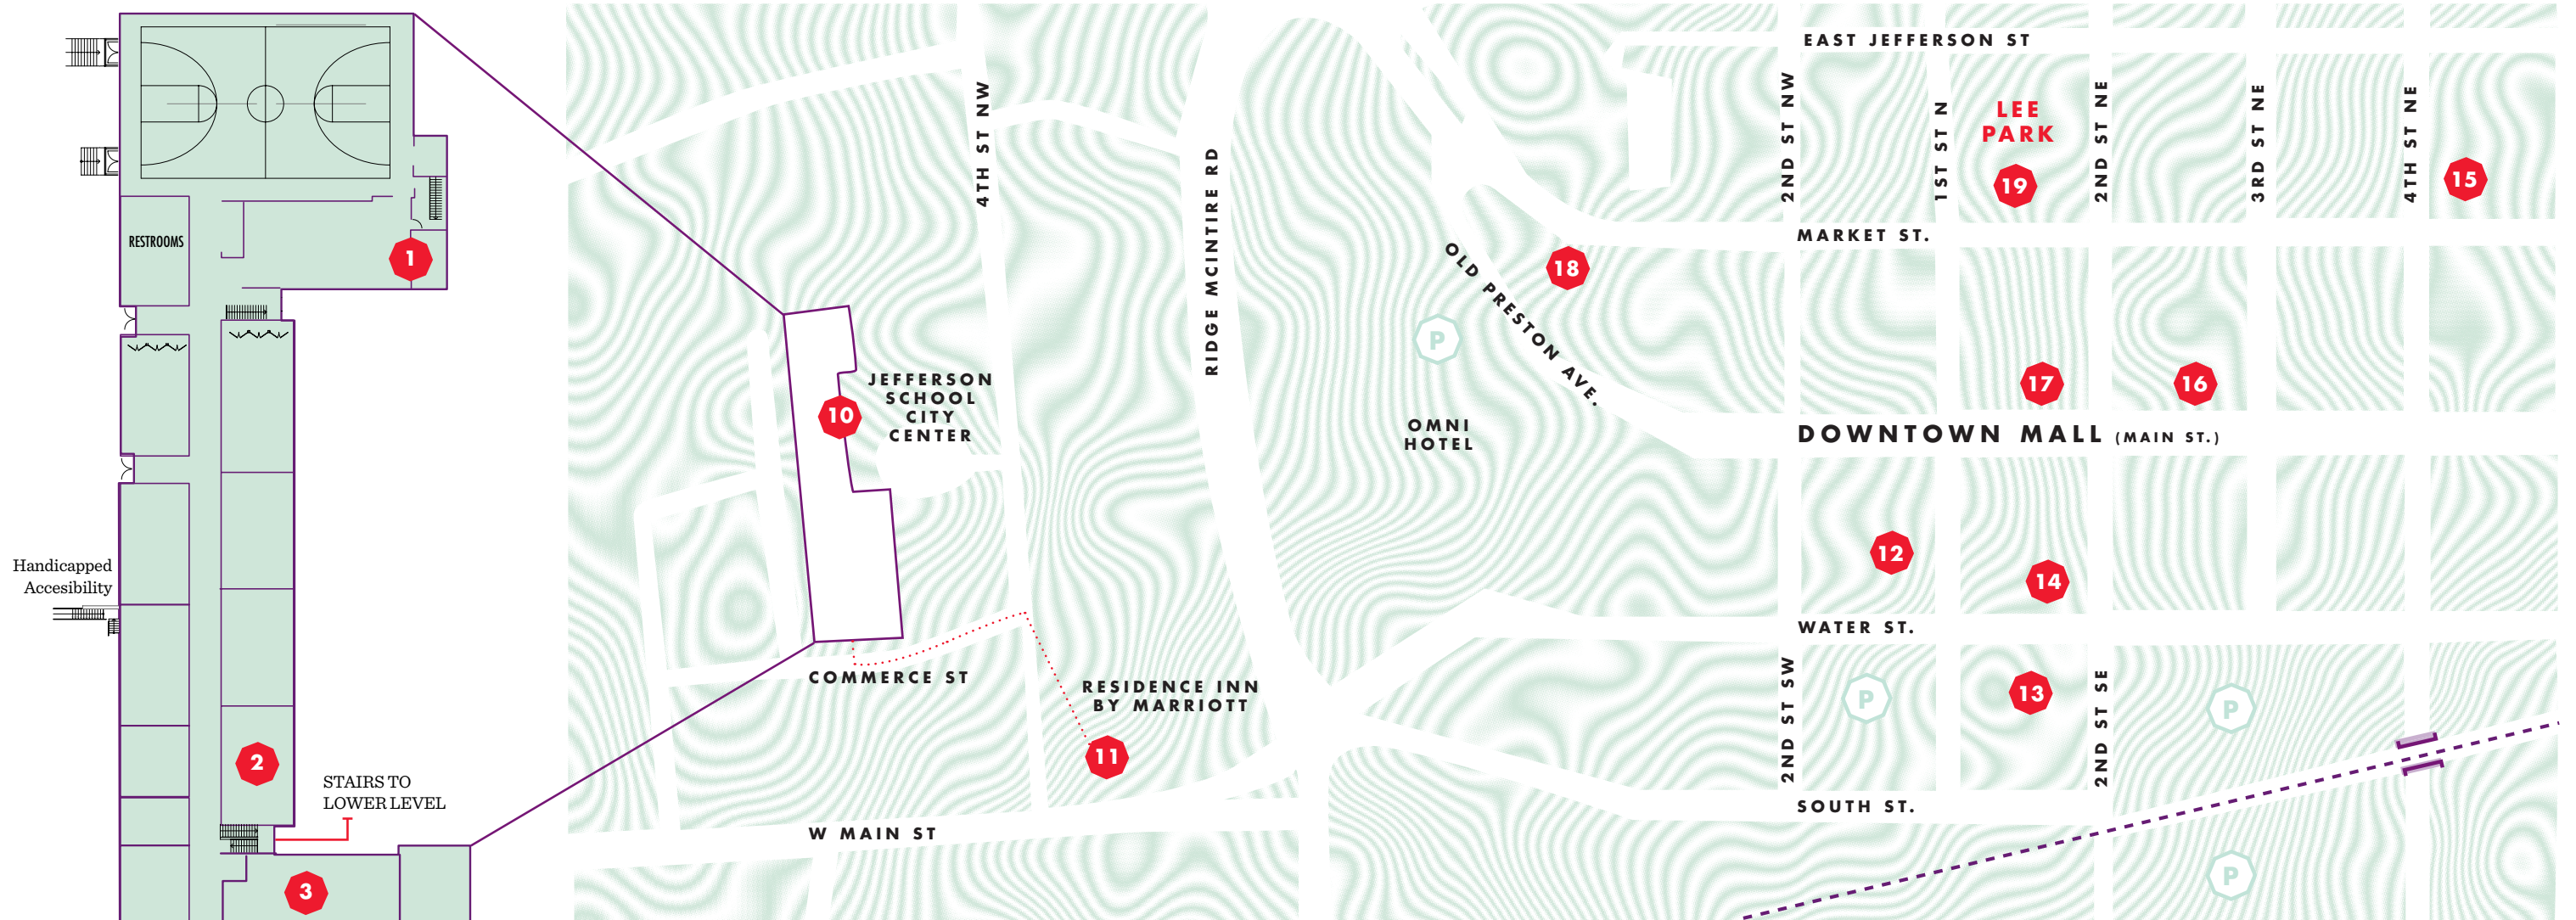 RESTROOMS
1
Handicapped
Accesibility
2
STAIRS TO
LOWER LEVEL
3
4TH ST NW
RIDGE MCINTIRE RD
10
JEFFERSON
SCHOOL
CITY
CENTER
COMMERCE ST
RESIDENCE INN
BY MARRIOTT
11
W MAIN ST
OLD PRESTON AVE.
18
P
OMNI
HOTEL
EAST JEFFERSON ST
2ND ST NW
1ST ST N
LEE
PARK
19
2ND ST NE
3RD ST NE
4TH ST NE
15
MARKET ST.
17
16
DOWNTOWN MALL (MAIN ST.)
12
14
WATER ST.
2ND ST SW
P
13
2ND ST SE
P
SOUTH ST.
P